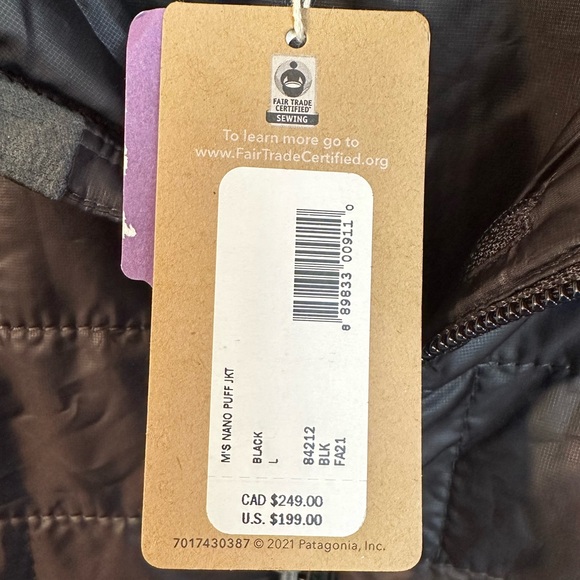 FAIR TRADE
CERTIFIED™
SEWING
To learn more go to
www.FairTradeCertified.org
8 89833 00911 0
M'S NANO PUFF JKT
BLACK
L
84212
BLK
FA21
CAD $249.00
U.S. $199.00
7017430387 © 2021 Patagonia, Inc.